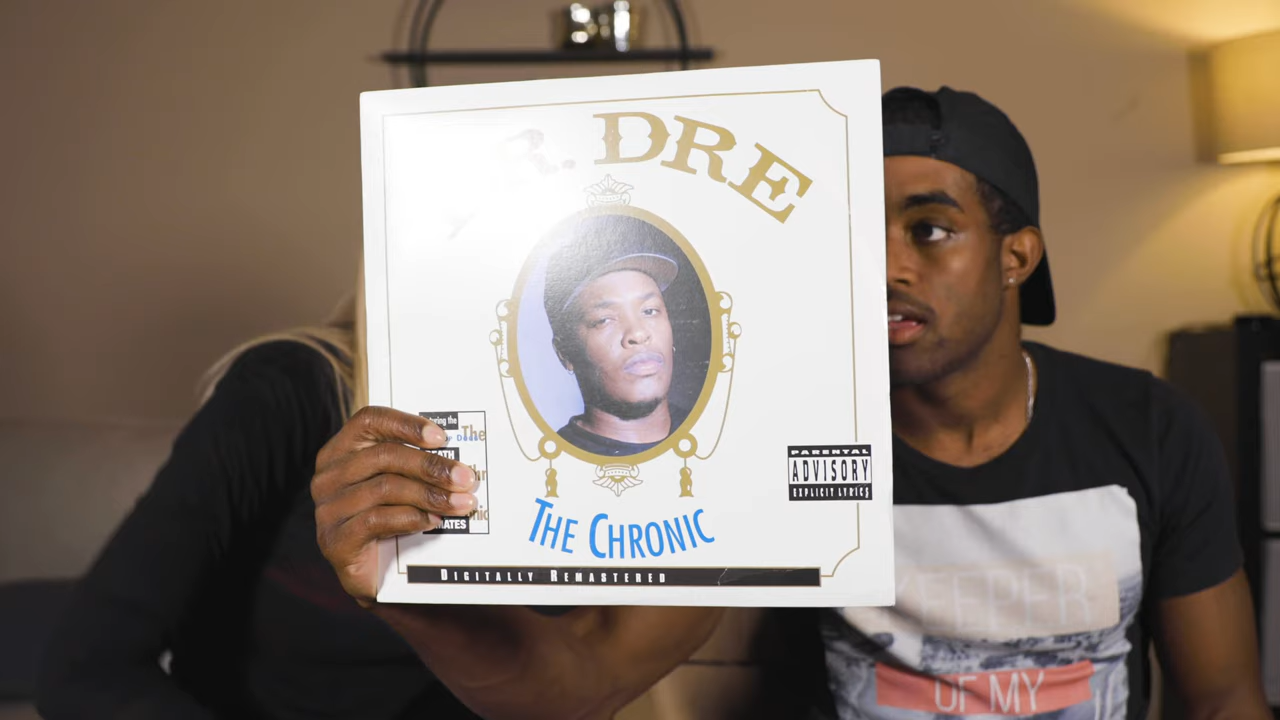 R. DRE
The
MATES
THE CHRONIC
PARENTAL
ADVISORY
EXPLICIT LYRICS
DIGITALLY REMASTERED
KEEPER
OF MY